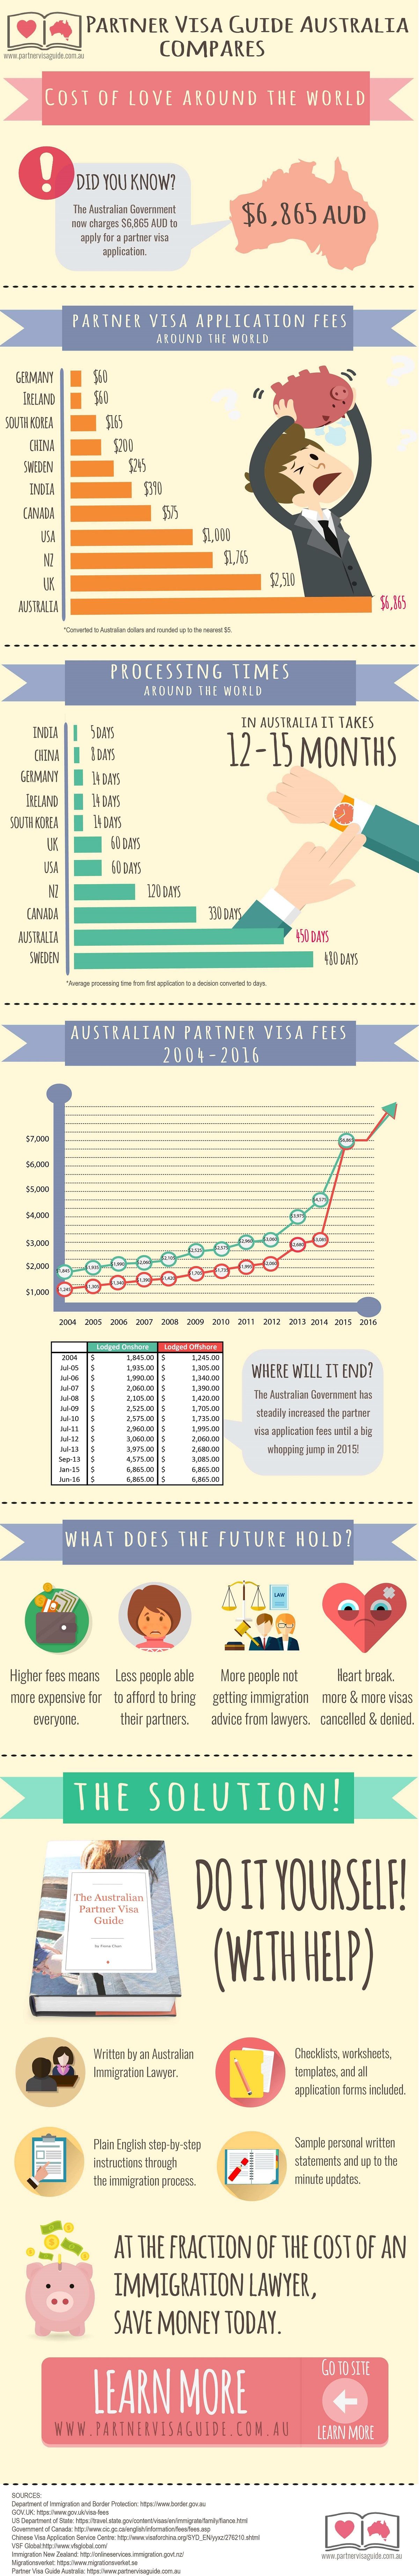 PARTNER VISA GUIDE AUSTRALIA
COMPARES
www.partnervisaguide.com.au
COST OF LOVE AROUND THE WORLD
DID YOU KNOW?
The Australian Government
now charges $6,865 AUD to
apply for a partner visa
application.
$6,865 AUD
PARTNER VISA APPLICATION FEES
AROUND THE WORLD
GERMANY $60
IRELAND $60
SOUTH KOREA $165
CHINA $200
SWEDEN $245
INDIA $390
CANADA $575
USA $1,000
NZ $1,765
UK $2,510
AUSTRALIA $6,865
*Converted to Australian dollars and rounded up to the nearest $5.
PROCESSING TIMES
AROUND THE WORLD
IN AUSTRALIA IT TAKES
12-15 MONTHS
INDIA 5 DAYS
CHINA 8 DAYS
GERMANY 14 DAYS
IRELAND 14 DAYS
SOUTH KOREA 14 DAYS
UK 60 DAYS
USA 60 DAYS
NZ 120 DAYS
CANADA 330 DAYS
AUSTRALIA 450 DAYS
SWEDEN 480 DAYS
*Average processing time from first application to a decision converted to days.
AUSTRALIAN PARTNER VISA FEES
2004-2016
$7,000
$6,000
$5,000
$4,000
$3,000
$2,000
$1,000
2004 2005 2006 2007 2008 2009 2010 2011 2012 2013 2014 2015 2016
Lodged Onshore Lodged Offshore
2004 $ 1,845.00 $ 1,245.00
Jul-05 $ 1,935.00 $ 1,305.00
Jul-06 $ 1,990.00 $ 1,340.00
Jul-07 $ 2,060.00 $ 1,390.00
Jul-08 $ 2,105.00 $ 1,420.00
Jul-09 $ 2,525.00 $ 1,705.00
Jul-10 $ 2,575.00 $ 1,735.00
Jul-11 $ 2,960.00 $ 1,995.00
Jul-12 $ 3,060.00 $ 2,060.00
Jul-13 $ 3,975.00 $ 2,680.00
Sep-13 $ 4,575.00 $ 3,085.00
Jan-15 $ 6,865.00 $ 6,865.00
Jun-16 $ 6,865.00 $ 6,865.00
WHERE WILL IT END?
The Australian Government has
steadily increased the partner
visa application fees until a big
whopping jump in 2015!
WHAT DOES THE FUTURE HOLD?
LAW
Higher fees means
more expensive for
everyone.
Less people able
to afford to bring
their partners.
More people not
getting immigration
advice from lawyers.
Heart break.
more & more visas
cancelled & denied.
THE SOLUTION!
The Australian
Partner Visa
Guide
DO IT YOURSELF!
(WITH HELP)
Written by an Australian
Immigration Lawyer.
Checklists, worksheets,
templates, and all
application forms included.
Plain English step-by-step
instructions through
the immigration process.
Sample personal written
statements and up to the
minute updates.
AT THE FRACTION OF THE COST OF AN
IMMIGRATION LAWYER,
SAVE MONEY TODAY.
LEARN MORE
WWW.PARTNERVISAGUIDE.COM.AU
GO TO SITE
LEARN MORE
SOURCES:
Department of Immigration and Border Protection: https://www.border.gov.au
GOV.UK: https://www.gov.uk/visa-fees
US Department of State: https://travel.state.gov/content/visas/en/immigrate/family/fiance.html
Government of Canada: http://www.cic.gc.ca/english/information/fees/fees.asp
Chinese Visa Application Service Centre: http://www.visaforchina.org/SYD_EN/yyxz/276210.shtml
VSF Global:http://www.vfsglobal.com/
Immigration New Zealand: http://onlineservices.immigration.govt.nz/
Migrationsverket: https://www.migrationsverket.se
Partner Visa Guide Australia: https://www.partnervisaguide.com.au
www.partnervisaguide.com.au